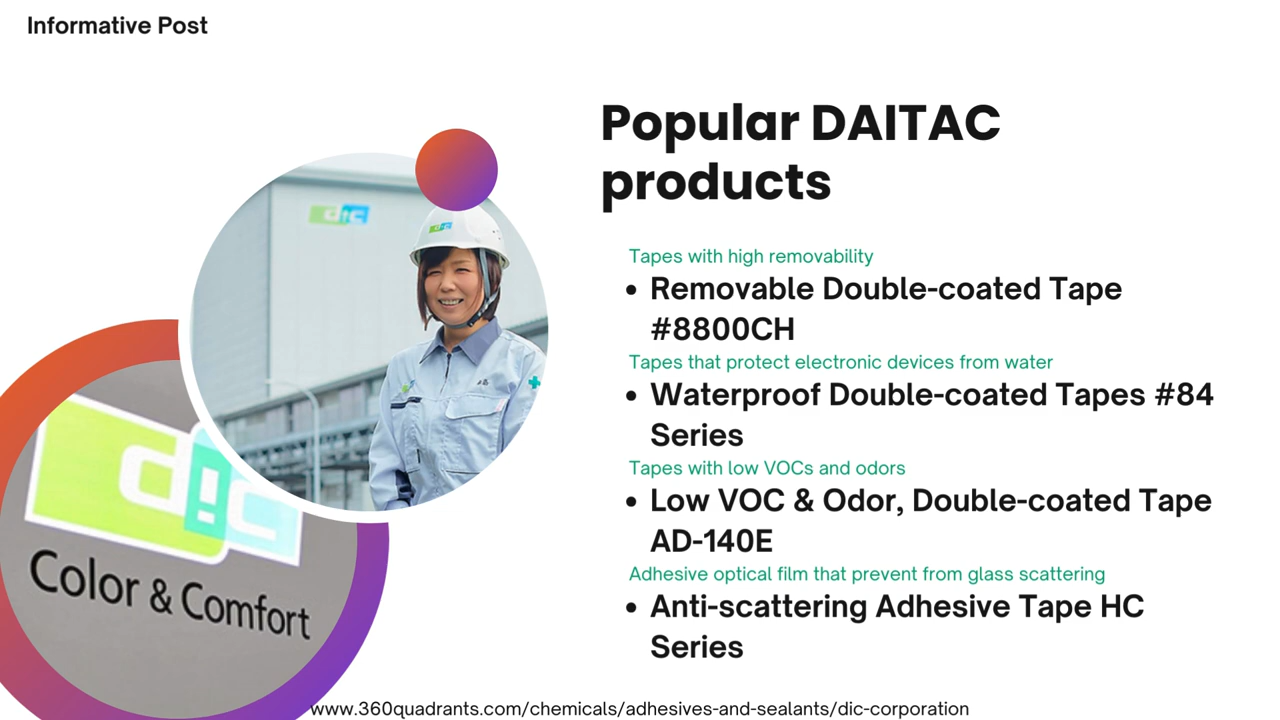 Informative Post
Popular DAITAC
products
Tapes with high removability
• Removable Double-coated Tape
#8800CH
Tapes that protect electronic devices from water
• Waterproof Double-coated Tapes #84
Series
Tapes with low VOCs and odors
• Low VOC & Odor, Double-coated Tape
AD-140E
Adhesive optical film that prevent from glass scattering
• Anti-scattering Adhesive Tape HC
Series
dic
dic
dic
Color & Comfort
www.360quadrants.com/chemicals/adhesives-and-sealants/dic-corporation